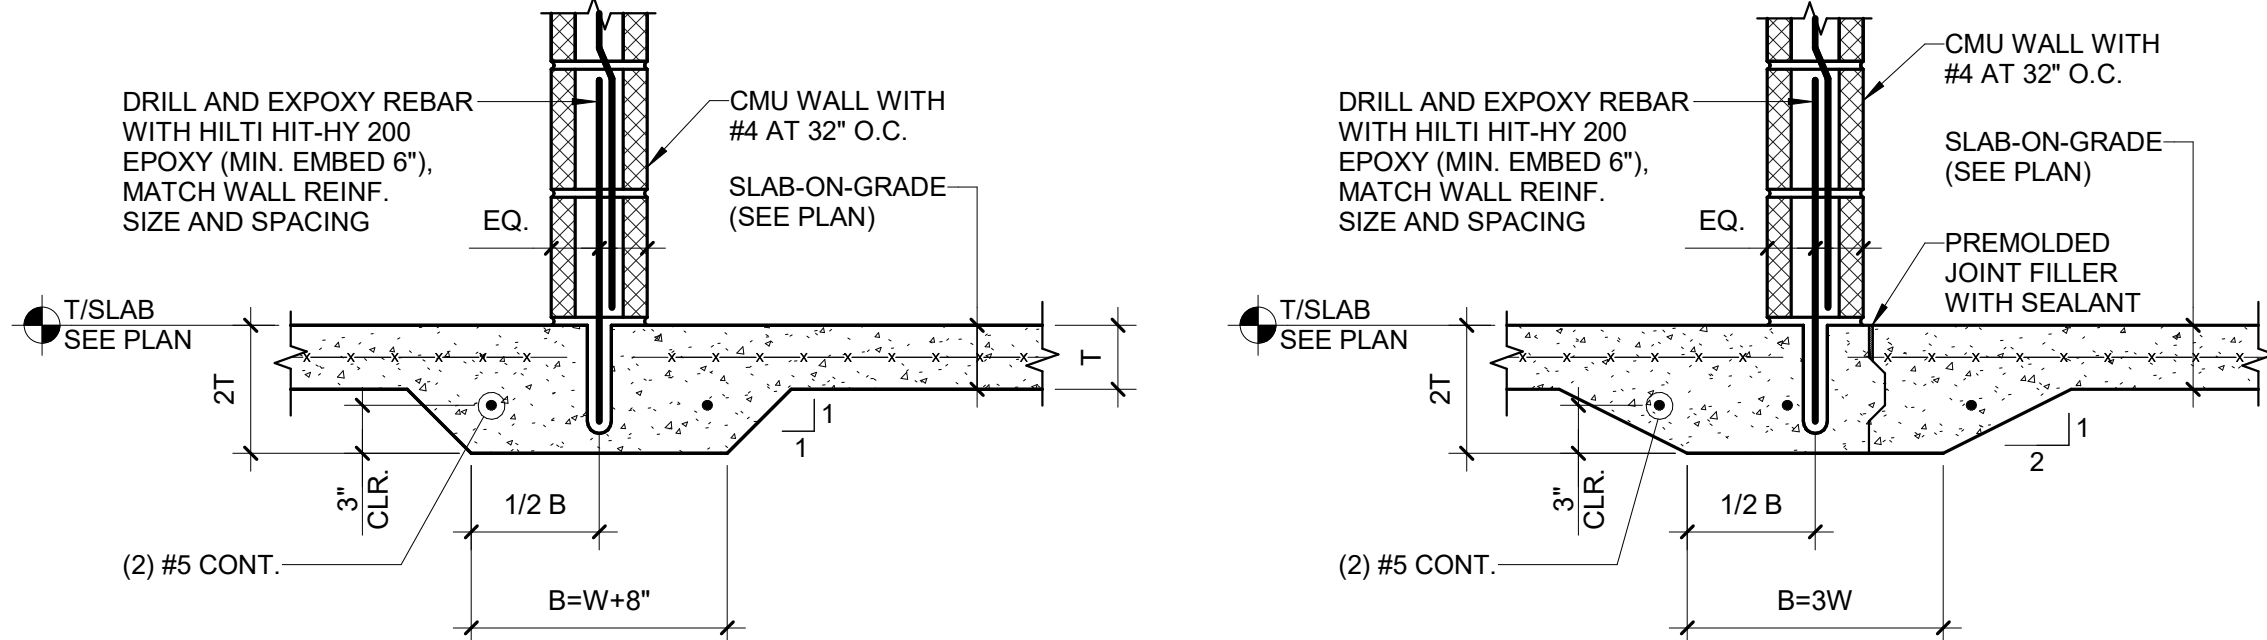 DRILL AND EXPOXY REBAR
WITH HILTI HIT-HY 200
EPOXY (MIN. EMBED 6"),
MATCH WALL REINF.
SIZE AND SPACING
CMU WALL WITH
#4 AT 32" O.C.
SLAB-ON-GRADE
(SEE PLAN)
EQ.
T/SLAB
SEE PLAN
2T
T
1
1
3"
CLR.
1/2 B
(2) #5 CONT.
B=W+8"
DRILL AND EXPOXY REBAR
WITH HILTI HIT-HY 200
EPOXY (MIN. EMBED 6"),
MATCH WALL REINF.
SIZE AND SPACING
CMU WALL WITH
#4 AT 32" O.C.
SLAB-ON-GRADE
(SEE PLAN)
EQ.
PREMOLDED
JOINT FILLER
WITH SEALANT
T/SLAB
SEE PLAN
2T
1
2
3"
CLR.
1/2 B
(2) #5 CONT.
B=3W